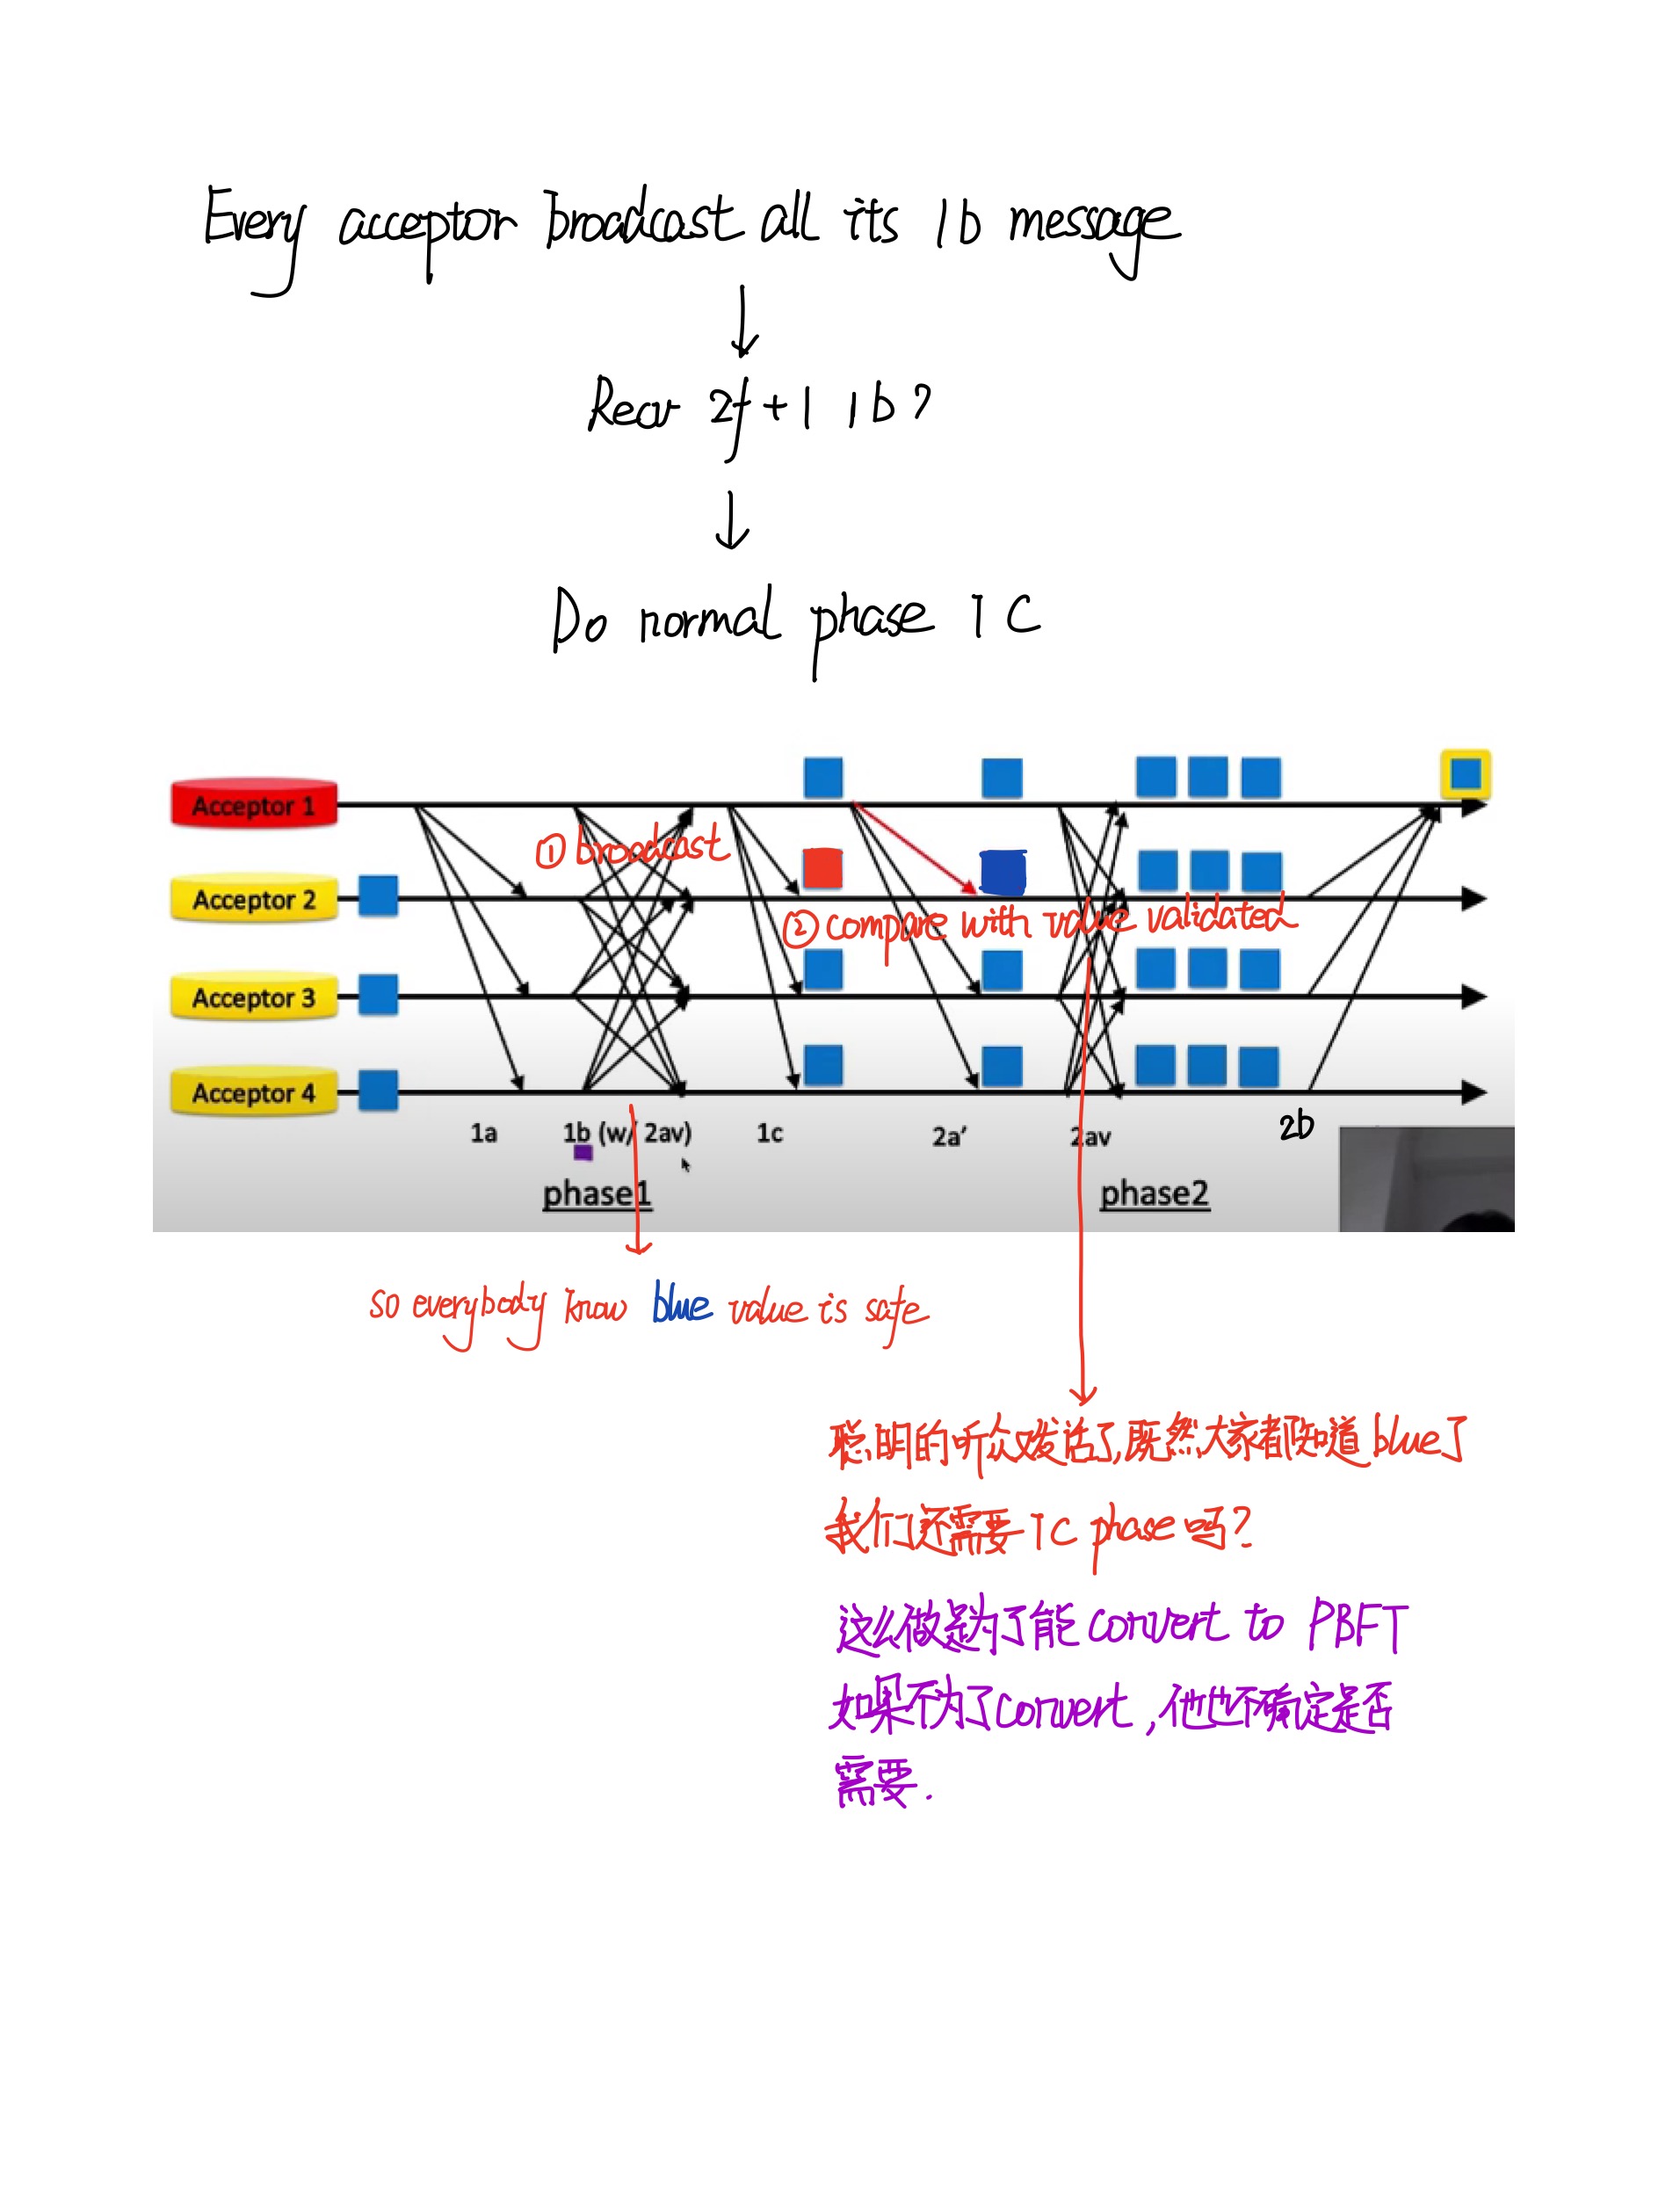 Every acceptor broadcast all its 1b message
Recv 2f+1 1b?
Do normal phase 1C
Acceptor 1
① broadcast
Acceptor 2
② compare with value validated
Acceptor 3
Acceptor 4
1a 1b (w/ 2av) 1c 2a′ 2av 2b
phase1 phase2
so everybody know blue value is safe
聪明的听众发话了,既然大家都知道blue了
我们还需要1C phase吗?
这么做是为了能convert to PBFT
如果不为了convert,他也不确定是否
需要.